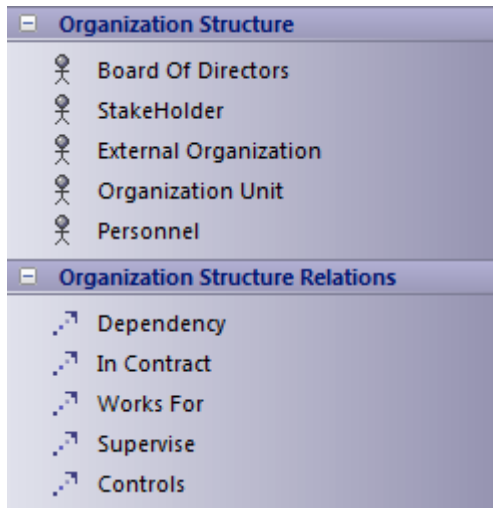 Organization Structure
Board Of Directors
StakeHolder
External Organization
Organization Unit
Personnel
Organization Structure Relations
Dependency
In Contract
Works For
Supervise
Controls